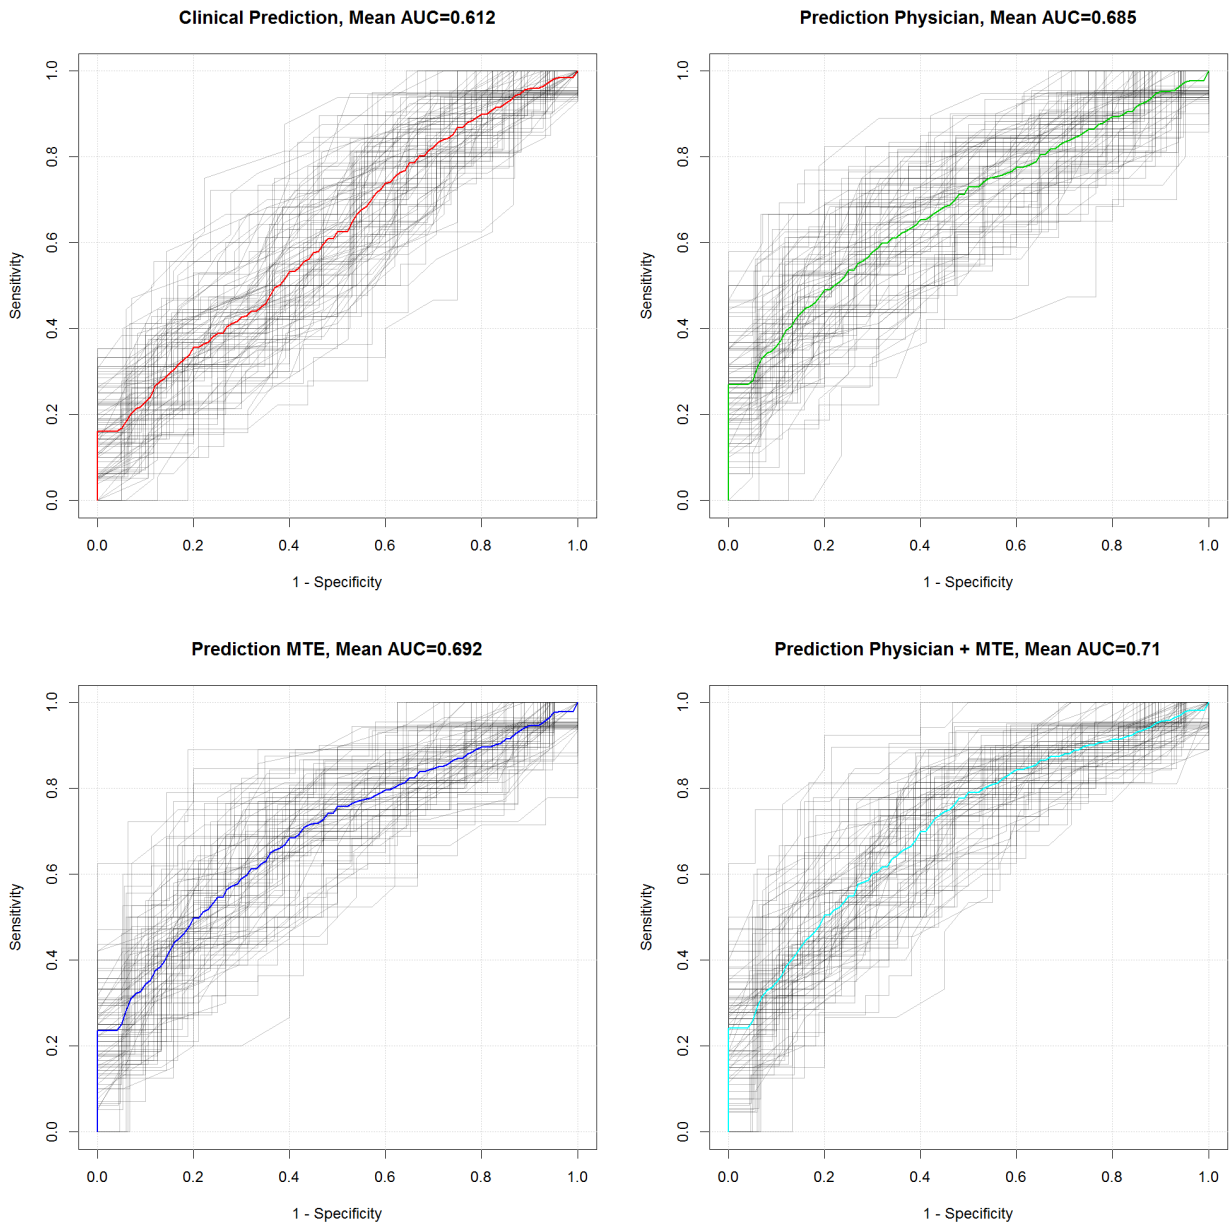 Clinical Prediction, Mean AUC=0.612
Sensitivity
1.0
0.8
0.6
0.4
0.2
0.0
0.0 0.2 0.4 0.6 0.8 1.0
1 - Specificity
Prediction Physician, Mean AUC=0.685
Sensitivity
1.0
0.8
0.6
0.4
0.2
0.0
0.0 0.2 0.4 0.6 0.8 1.0
1 - Specificity
Prediction MTE, Mean AUC=0.692
Sensitivity
1.0
0.8
0.6
0.4
0.2
0.0
0.0 0.2 0.4 0.6 0.8 1.0
1 - Specificity
Prediction Physician + MTE, Mean AUC=0.71
Sensitivity
1.0
0.8
0.6
0.4
0.2
0.0
0.0 0.2 0.4 0.6 0.8 1.0
1 - Specificity